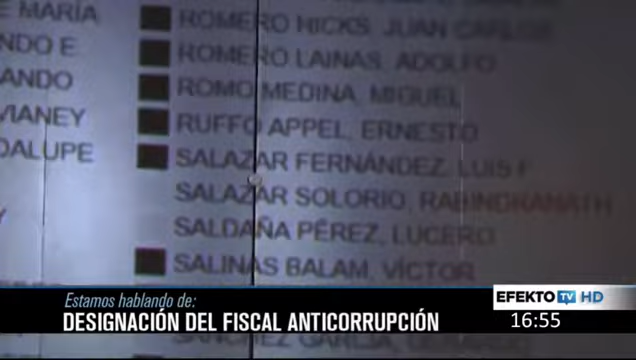 E MARÍA
ROMERO HICKS, JUAN CARLOS
NDO E
ROMERO LAINAS, ADOLFO
ANDO
ROMO MEDINA, MIGUEL
VIANEY
RUFFO APPEL, ERNESTO
DALUPE
SALAZAR FERNÁNDEZ, LUIS F
SALAZAR SOLORIO, RABINDRANATH
Y
SALDAÑA PÉREZ, LUCERO
SALINAS BALAM, VÍCTOR
Estamos hablando de:
DESIGNACIÓN DEL FISCAL ANTICORRUPCIÓN
EFEKTO TV HD
16:55